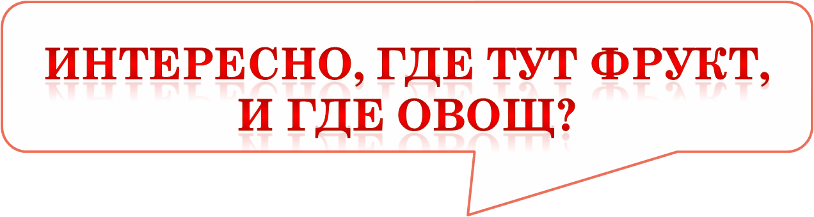 ИНТЕРЕСНО, ГДЕ ТУТ ФРУКТ,
И ГДЕ ОВОЩ?